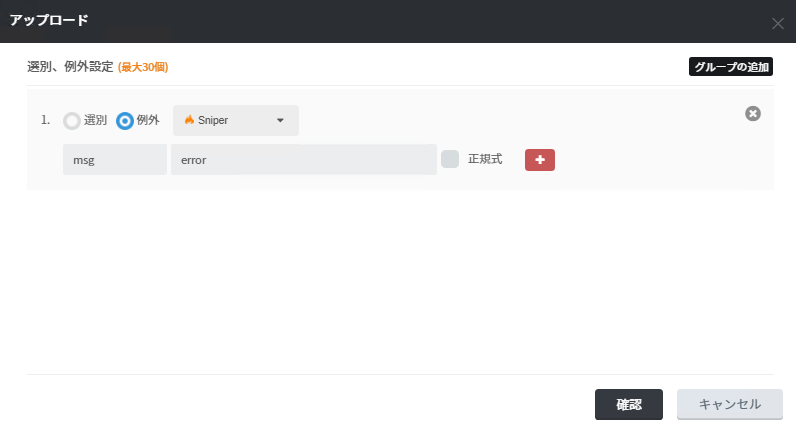 アップロード
選別、例外設定 (最大30個)
グループの追加
1. 選別 例外 Sniper
msg error 正規式
確認 キャンセル